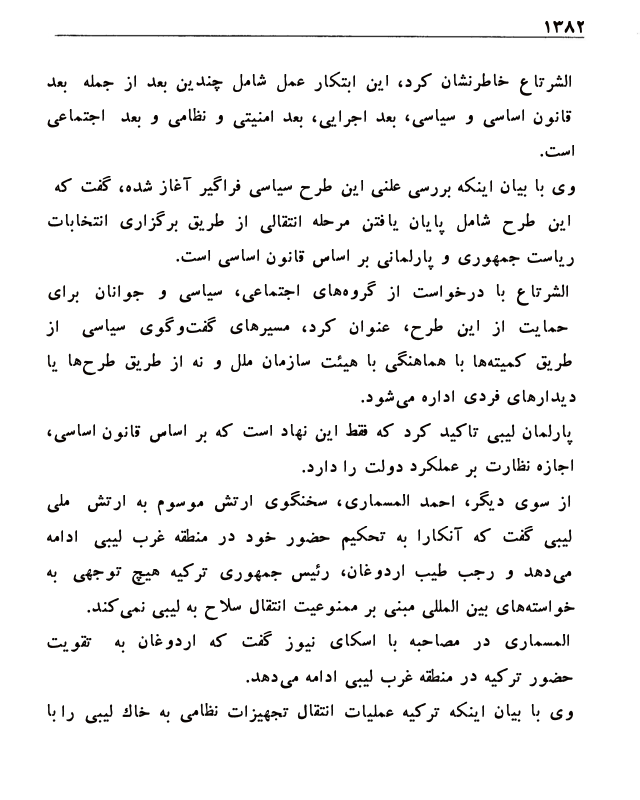 ۱۳۸۲
الشرتاع خاطرنشان کرد، این ابتکار عمل شامل چندین بعد از جمله بعد
قانون اساسی و سیاسی، بعد اجرایی، بعد امنیتی و نظامی و بعد اجتماعی
است.
وی با بیان اینکه بررسی علنی این طرح سیاسی فراگیر آغاز شده، گفت که
این طرح شامل پایان یافتن مرحله انتقالی از طریق برگزاری انتخابات
ریاست جمهوری و پارلمانی بر اساس قانون اساسی است.
الشرتاع با درخواست از گروه‌های اجتماعی، سیاسی و جوانان برای
حمایت از این طرح، عنوان کرد، مسیرهای گفت‌وگوی سیاسی از
طریق کمیته‌ها با هماهنگی با هیئت سازمان ملل و نه از طریق طرح‌ها یا
دیدارهای فردی اداره می‌شود.
پارلمان لیبی تاکید کرد که فقط این نهاد است که بر اساس قانون اساسی،
اجازه نظارت بر عملکرد دولت را دارد.
از سوی دیگر، احمد المسماری، سخنگوی ارتش موسوم به ارتش ملی
لیبی گفت که آنکارا به تحکیم حضور خود در منطقه غرب لیبی ادامه
می‌دهد و رجب طیب اردوغان، رئیس جمهوری ترکیه هیچ توجهی به
خواسته‌های بین المللی مبنی بر ممنوعیت انتقال سلاح به لیبی نمی‌کند.
المسماری در مصاحبه با اسکای نیوز گفت که اردوغان به تقویت
حضور ترکیه در منطقه غرب لیبی ادامه می‌دهد.
وی با بیان اینکه ترکیه عملیات انتقال تجهیزات نظامی به خاك لیبی را با